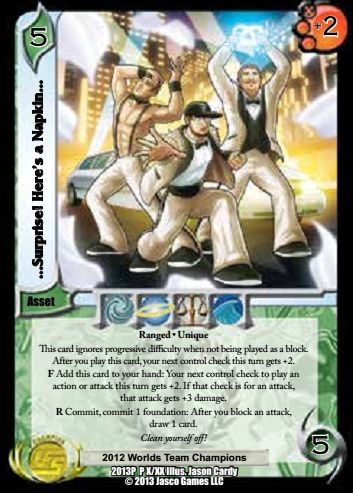 5
+2
...Surprise! Here's a Napkin...
Asset
Ranged • Unique
This card ignores progressive difficulty when not being played as a block.
After you play this card, your next control check this turn gets +2.
F Add this card to your hand: Your next control check to play an
action or attack this turn gets +2. If that check is for an attack,
that attack gets +3 damage.
R Commit, commit 1 foundation: After you block an attack,
draw 1 card.
Clean yourself off!
5
2012 Worlds Team Champions
2013P P X/XX Illus. Jason Cardy
© 2013 Jasco Games LLC